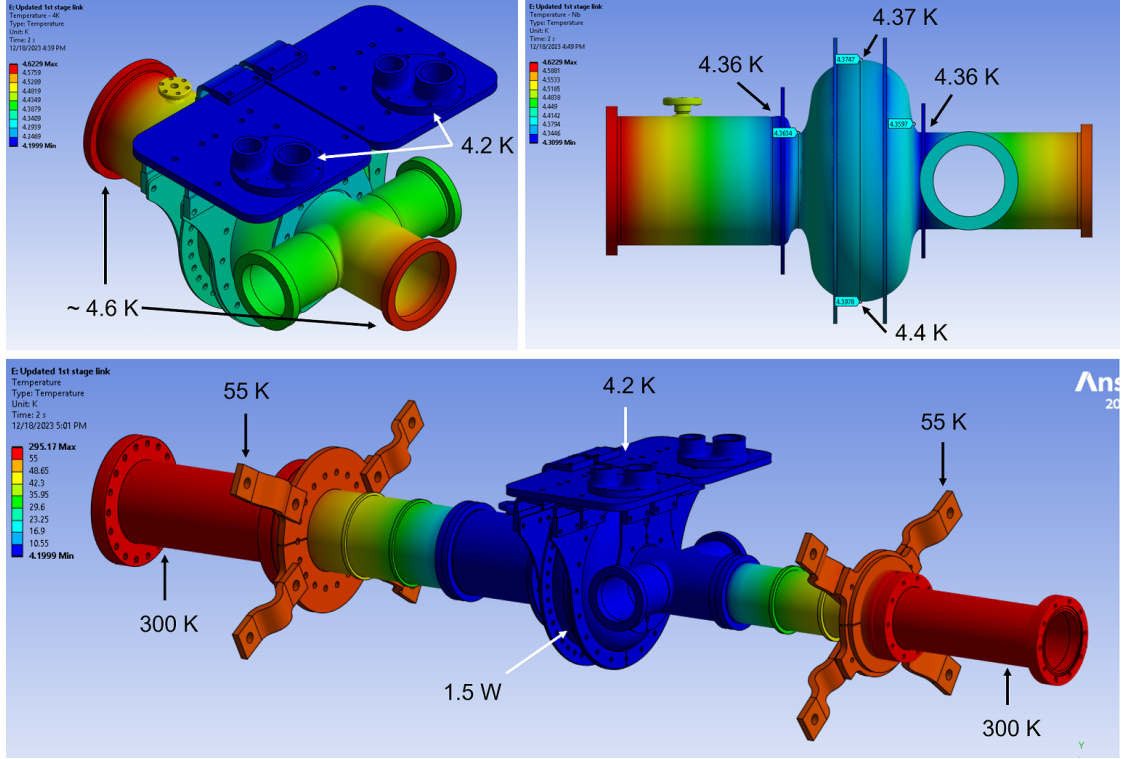 E: Updated 1st stage link
Temperature - 4K
Type: Temperature
Unit: K
Time: 2 s
12/18/2023 4:39 PM
4.6229 Max
4.5759
4.5289
4.4819
4.4349
4.3879
4.3409
4.2939
4.2469
4.1999 Min
4.2 K
~ 4.6 K
E: Updated 1st stage link
Temperature - Nb
Type: Temperature
Unit: K
Time: 2 s
12/18/2023 4:49 PM
4.6229 Max
4.5881
4.5533
4.5185
4.4838
4.449
4.4142
4.3794
4.3446
4.3099 Min
4.37 K
4.36 K
4.36 K
4.3747
4.3634
4.3597
4.3978
4.4 K
E: Updated 1st stage link
Temperature
Type: Temperature
Unit: K
Time: 2 s
12/18/2023 5:01 PM
295.17 Max
55
48.65
42.3
35.95
29.6
23.25
16.9
10.55
4.1999 Min
55 K
4.2 K
55 K
Ans
20
300 K
1.5 W
300 K
Y